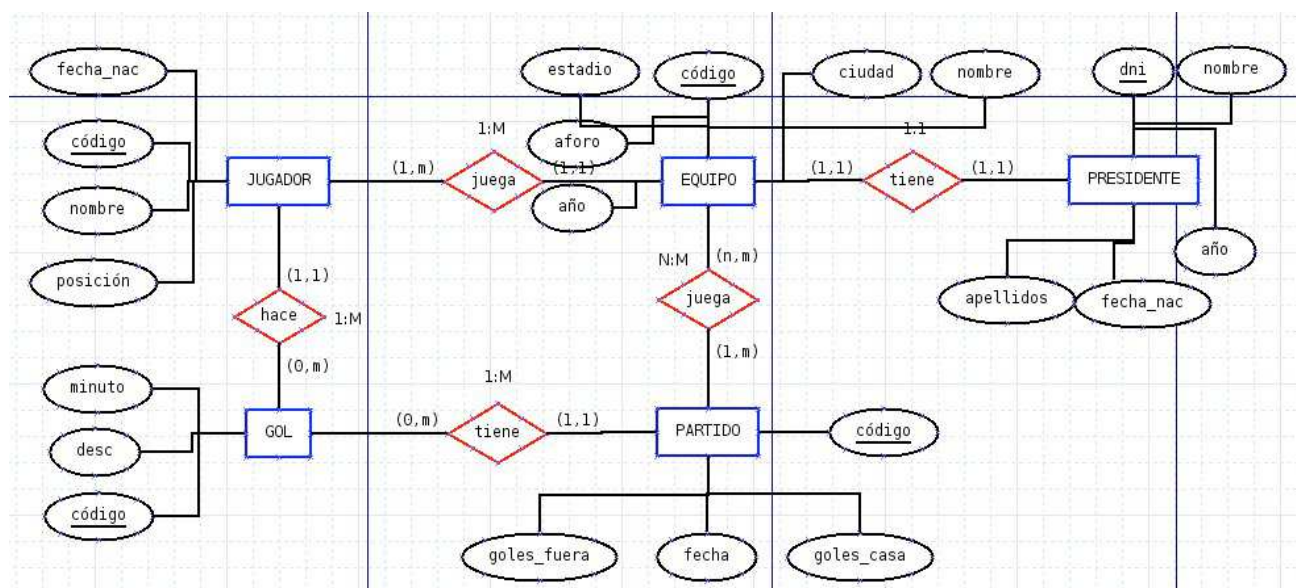 fecha_nac
estadio
código
ciudad
nombre
dni
nombre
código
1:M
aforo
1:1
JUGADOR
(1,m)
juega
(1,1)
EQUIPO
(1,1)
tiene
(1,1)
PRESIDENTE
nombre
año
posición
(1,1)
N:M
(n,m)
año
hace
1:M
juega
apellidos
fecha_nac
(0,m)
(1,m)
minuto
1:M
GOL
(0,m)
tiene
(1,1)
PARTIDO
código
desc
código
goles_fuera
fecha
goles_casa